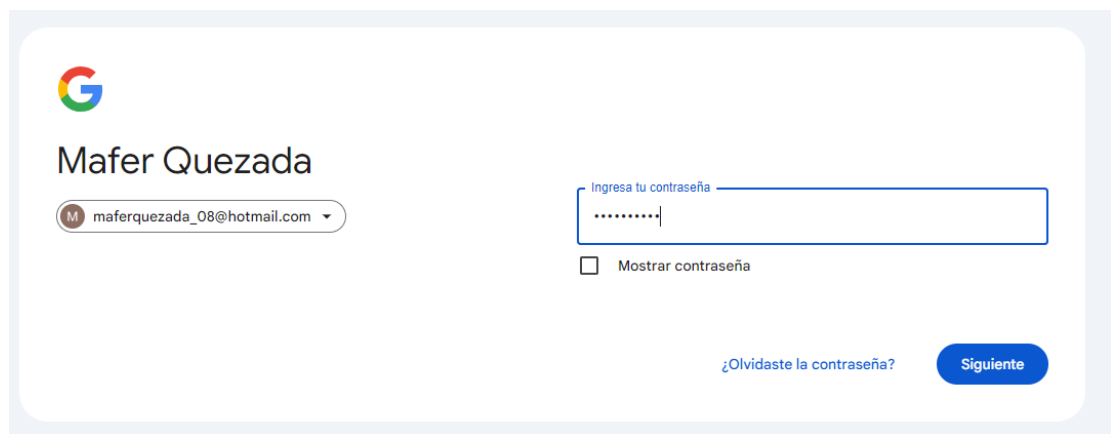 Mafer Quezada
M maferquezada_08@hotmail.com
Ingresa tu contraseña
••••••••••
Mostrar contraseña
¿Olvidaste la contraseña?
Siguiente